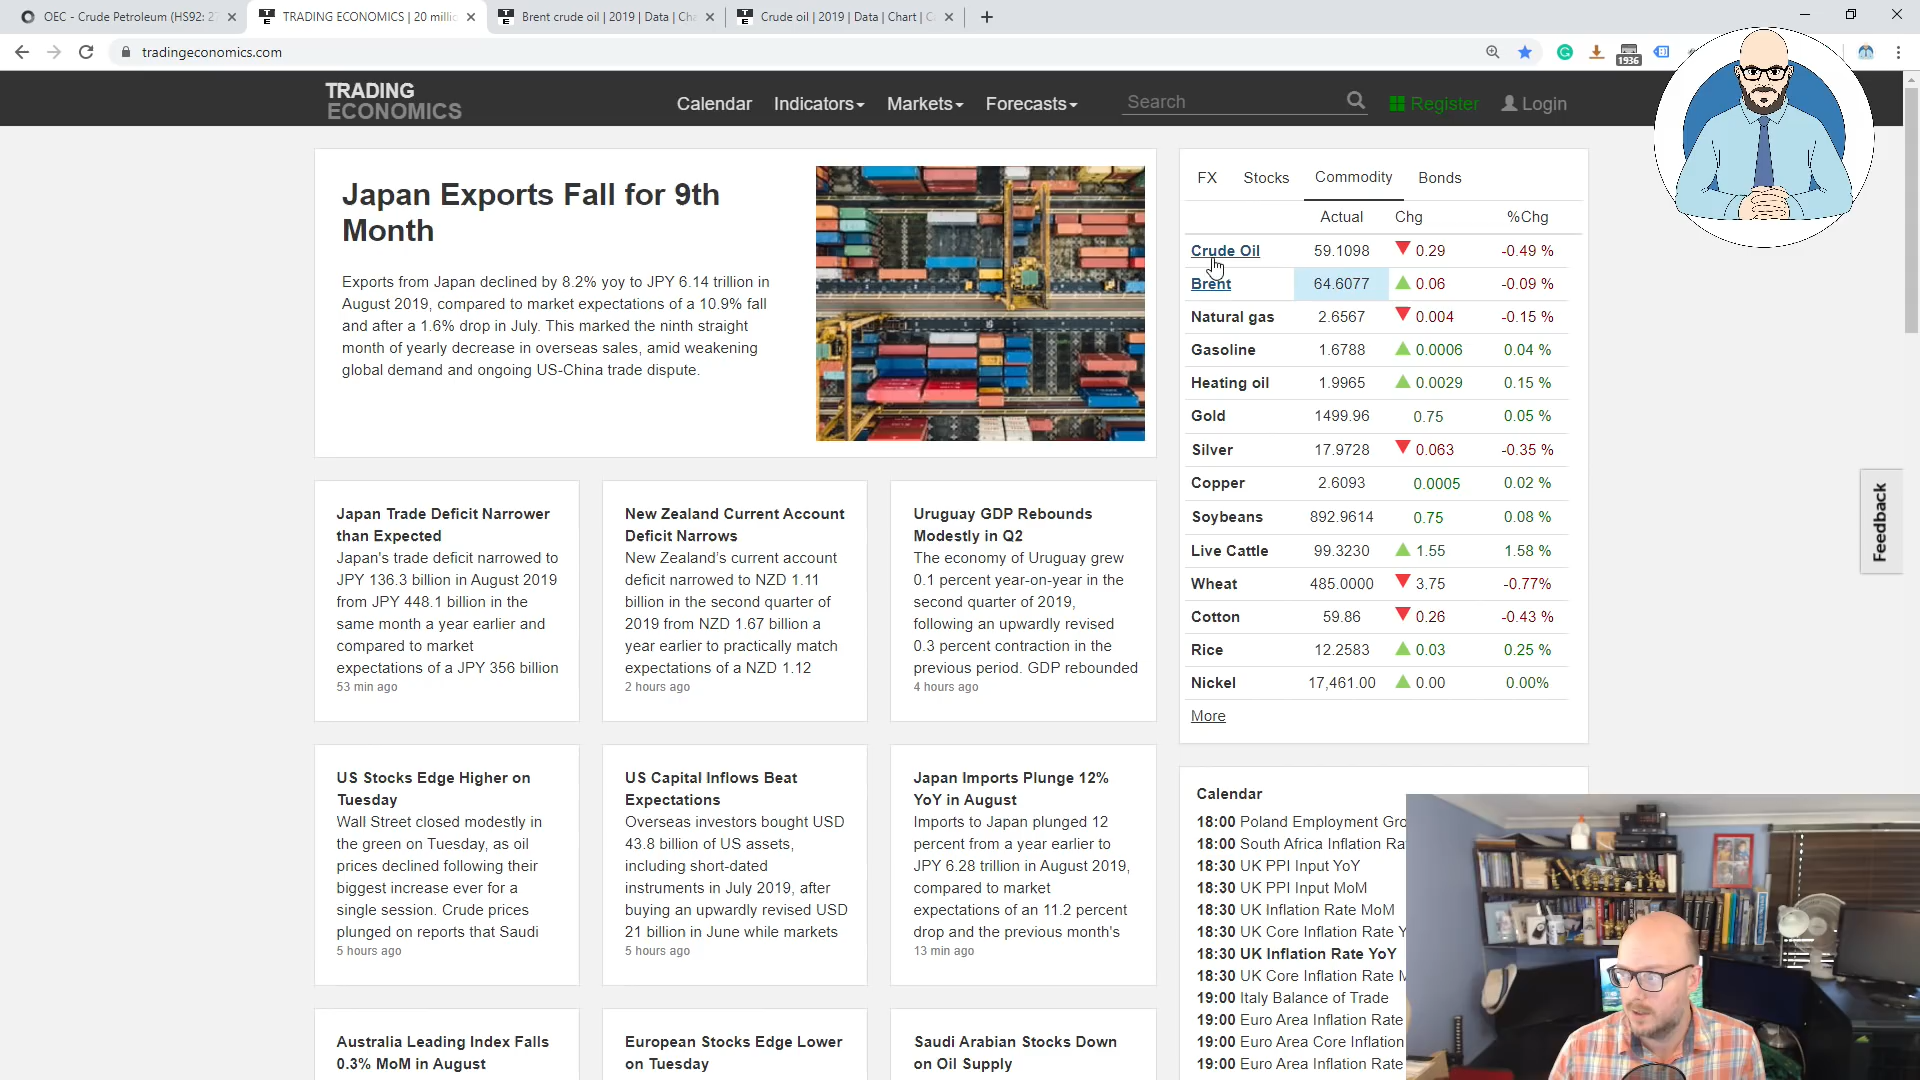 OEC - Crude Petroleum (HS92: 27
TRADING ECONOMICS | 20 millio
Brent crude oil | 2019 | Data | Cha
Crude oil | 2019 | Data | Chart | C
tradingeconomics.com
1936
TRADING
ECONOMICS
Calendar
Indicators
Markets
Forecasts
Search
Register
Login
Japan Exports Fall for 9th
Month
Exports from Japan declined by 8.2% yoy to JPY 6.14 trillion in
August 2019, compared to market expectations of a 10.9% fall
and after a 1.6% drop in July. This marked the ninth straight
month of yearly decrease in overseas sales, amid weakening
global demand and ongoing US-China trade dispute.
FX Stocks Commodity Bonds
Actual Chg %Chg
Crude Oil 59.1098 0.29 -0.49 %
Brent 64.6077 0.06 -0.09 %
Natural gas 2.6567 0.004 -0.15 %
Gasoline 1.6788 0.0006 0.04 %
Heating oil 1.9965 0.0029 0.15 %
Gold 1499.96 0.75 0.05 %
Silver 17.9728 0.063 -0.35 %
Copper 2.6093 0.0005 0.02 %
Soybeans 892.9614 0.75 0.08 %
Live Cattle 99.3230 1.55 1.58 %
Wheat 485.0000 3.75 -0.77%
Cotton 59.86 0.26 -0.43 %
Rice 12.2583 0.03 0.25 %
Nickel 17,461.00 0.00 0.00%
More
Feedback
Japan Trade Deficit Narrower
than Expected
Japan's trade deficit narrowed to
JPY 136.3 billion in August 2019
from JPY 448.1 billion in the
same month a year earlier and
compared to market
expectations of a JPY 356 billion
53 min ago
New Zealand Current Account
Deficit Narrows
New Zealand's current account
deficit narrowed to NZD 1.11
billion in the second quarter of
2019 from NZD 1.67 billion a
year earlier to practically match
expectations of a NZD 1.12
2 hours ago
Uruguay GDP Rebounds
Modestly in Q2
The economy of Uruguay grew
0.1 percent year-on-year in the
second quarter of 2019,
following an upwardly revised
0.3 percent contraction in the
previous period. GDP rebounded
4 hours ago
US Stocks Edge Higher on
Tuesday
Wall Street closed modestly in
the green on Tuesday, as oil
prices declined following their
biggest increase ever for a
single session. Crude prices
plunged on reports that Saudi
5 hours ago
US Capital Inflows Beat
Expectations
Overseas investors bought USD
43.8 billion of US assets,
including short-dated
instruments in July 2019, after
buying an upwardly revised USD
21 billion in June while markets
5 hours ago
Japan Imports Plunge 12%
YoY in August
Imports to Japan plunged 12
percent from a year earlier to
JPY 6.28 trillion in August 2019,
compared to market
expectations of an 11.2 percent
drop and the previous month's
13 min ago
Calendar
18:00 Poland Employment Gro
18:00 South Africa Inflation Ra
18:30 UK PPI Input YoY
18:30 UK PPI Input MoM
18:30 UK Inflation Rate MoM
18:30 UK Core Inflation Rate Y
18:30 UK Inflation Rate YoY
18:30 UK Core Inflation Rate M
19:00 Italy Balance of Trade
19:00 Euro Area Inflation Rate
19:00 Euro Area Core Inflation
19:00 Euro Area Inflation Rate
Australia Leading Index Falls
0.3% MoM in August
European Stocks Edge Lower
on Tuesday
Saudi Arabian Stocks Down
on Oil Supply